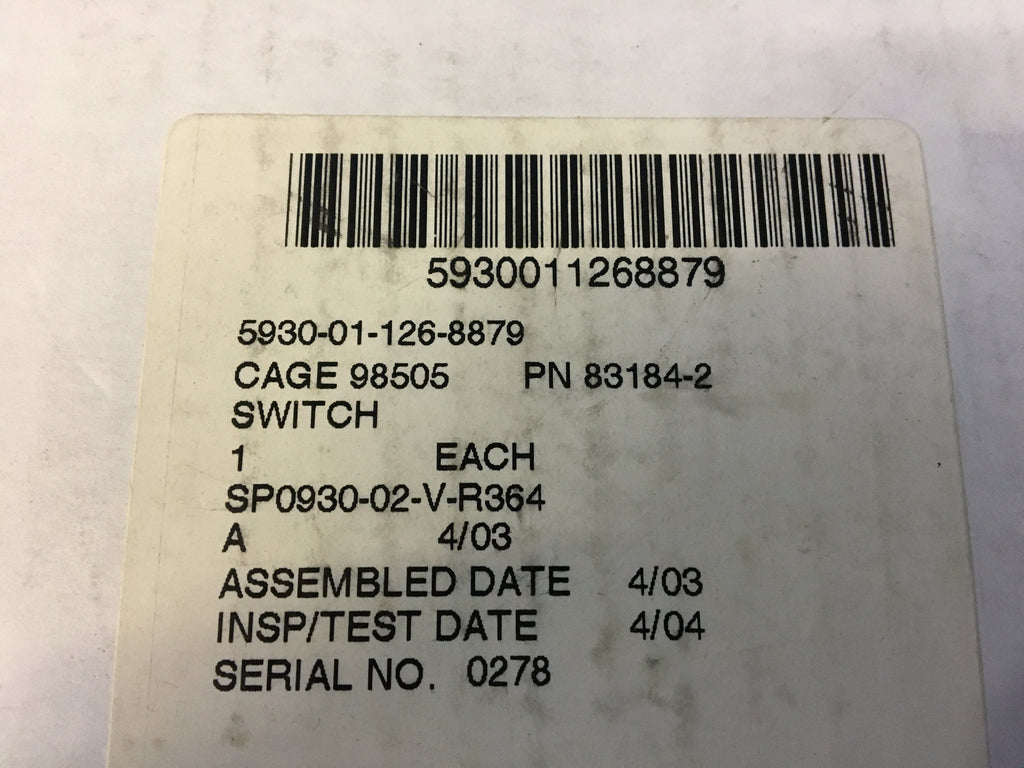 5930011268879
5930-01-126-8879
CAGE 98505 PN 83184-2
SWITCH
1 EACH
SP0930-02-V-R364
A 4/03
ASSEMBLED DATE 4/03
INSP/TEST DATE 4/04
SERIAL NO. 0278